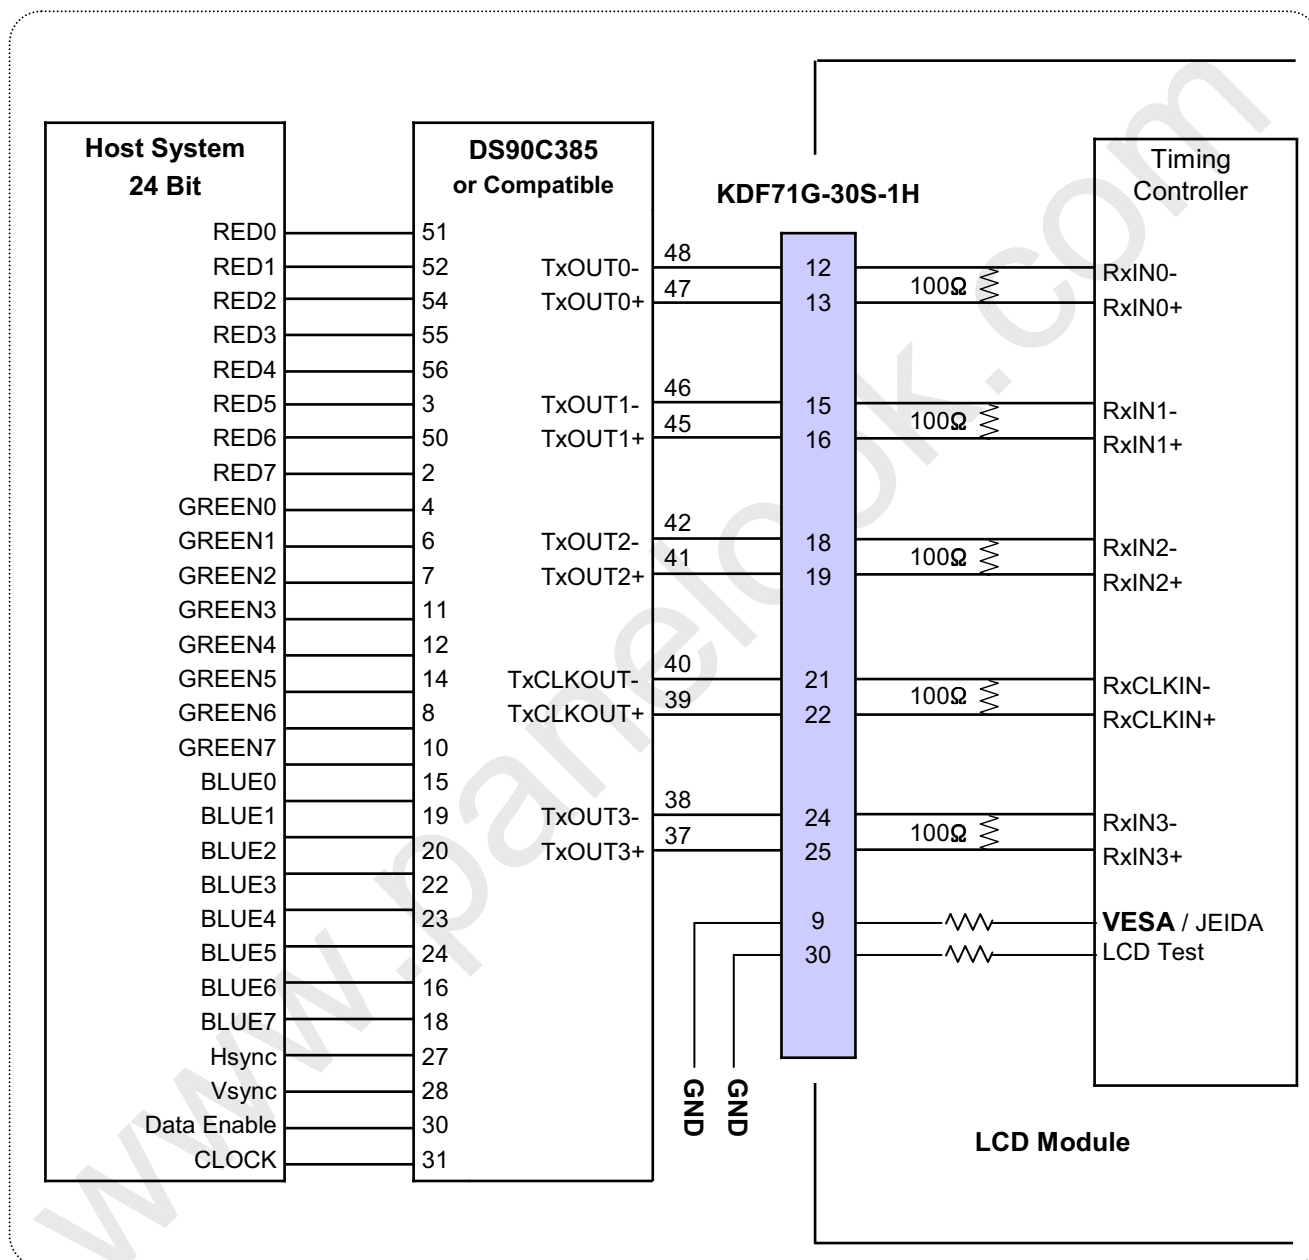 Host System
24 Bit
RED0
RED1
RED2
RED3
RED4
RED5
RED6
RED7
GREEN0
GREEN1
GREEN2
GREEN3
GREEN4
GREEN5
GREEN6
GREEN7
BLUE0
BLUE1
BLUE2
BLUE3
BLUE4
BLUE5
BLUE6
BLUE7
Hsync
Vsync
Data Enable
CLOCK
DS90C385
or Compatible
51
52
54
55
56
3
50
2
4
6
7
11
12
14
8
10
15
19
20
22
23
24
16
18
27
28
30
31
TxOUT0-
TxOUT0+
TxOUT1-
TxOUT1+
TxOUT2-
TxOUT2+
TxCLKOUT-
TxCLKOUT+
TxOUT3-
TxOUT3+
48
47
46
45
42
41
40
39
38
37
GND
GND
KDF71G-30S-1H
12
13
15
16
18
19
21
22
24
25
9
30
100Ω
100Ω
100Ω
100Ω
100Ω
Timing
Controller
RxIN0-
RxIN0+
RxIN1-
RxIN1+
RxIN2-
RxIN2+
RxCLKIN-
RxCLKIN+
RxIN3-
RxIN3+
VESA / JEIDA
LCD Test
LCD Module
www.panelook.com